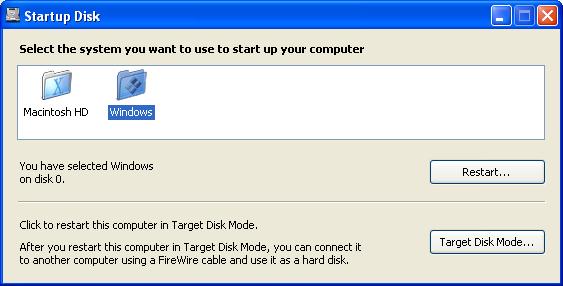 Startup Disk
Select the system you want to use to start up your computer
X
Macintosh HD
Windows
You have selected Windows
on disk 0.
Restart...
Click to restart this computer in Target Disk Mode.
After you restart this computer in Target Disk Mode, you can connect it
to another computer using a FireWire cable and use it as a hard disk.
Target Disk Mode...